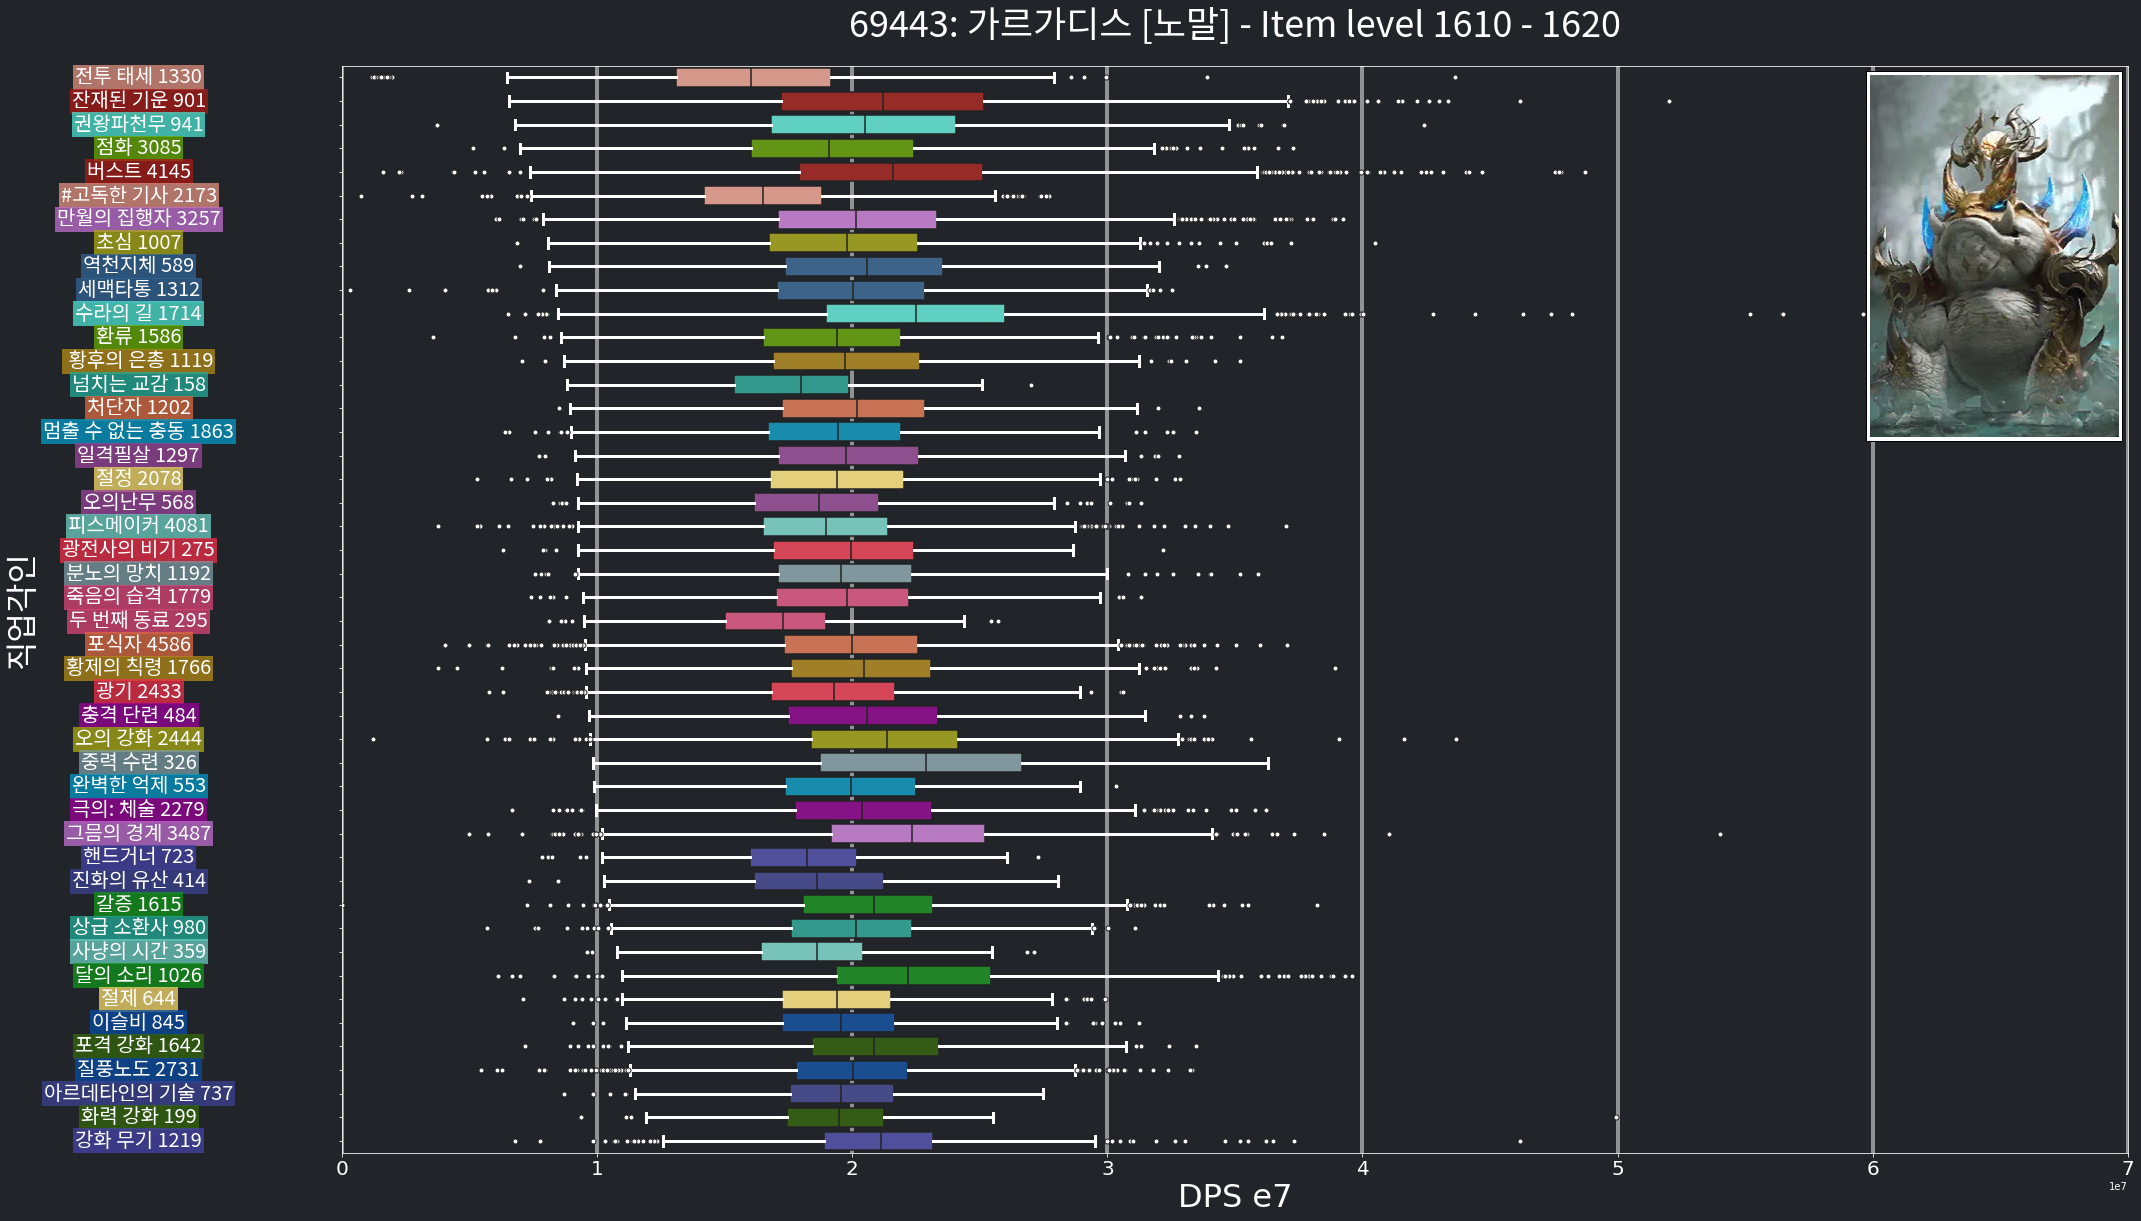 69443: 가르가디스 [노말] - Item level 1610 - 1620
직업각인
전투 태세 1330
잔재된 기운 901
권왕파천무 941
점화 3085
버스트 4145
#고독한 기사 2173
만월의 집행자 3257
초심 1007
역천지체 589
세맥타통 1312
수라의 길 1714
환류 1586
황후의 은총 1119
넘치는 교감 158
처단자 1202
멈출 수 없는 충동 1863
일격필살 1297
절정 2078
오의난무 568
피스메이커 4081
광전사의 비기 275
분노의 망치 1192
죽음의 습격 1779
두 번째 동료 295
포식자 4586
황제의 칙령 1766
광기 2433
충격 단련 484
오의 강화 2444
중력 수련 326
완벽한 억제 553
극의: 체술 2279
그믐의 경계 3487
핸드거너 723
진화의 유산 414
갈증 1615
상급 소환사 980
사냥의 시간 359
달의 소리 1026
절제 644
이슬비 845
포격 강화 1642
질풍노도 2731
아르데타인의 기술 737
화력 강화 199
강화 무기 1219
0 1 2 3 4 5 6 7
DPS e7
1e7